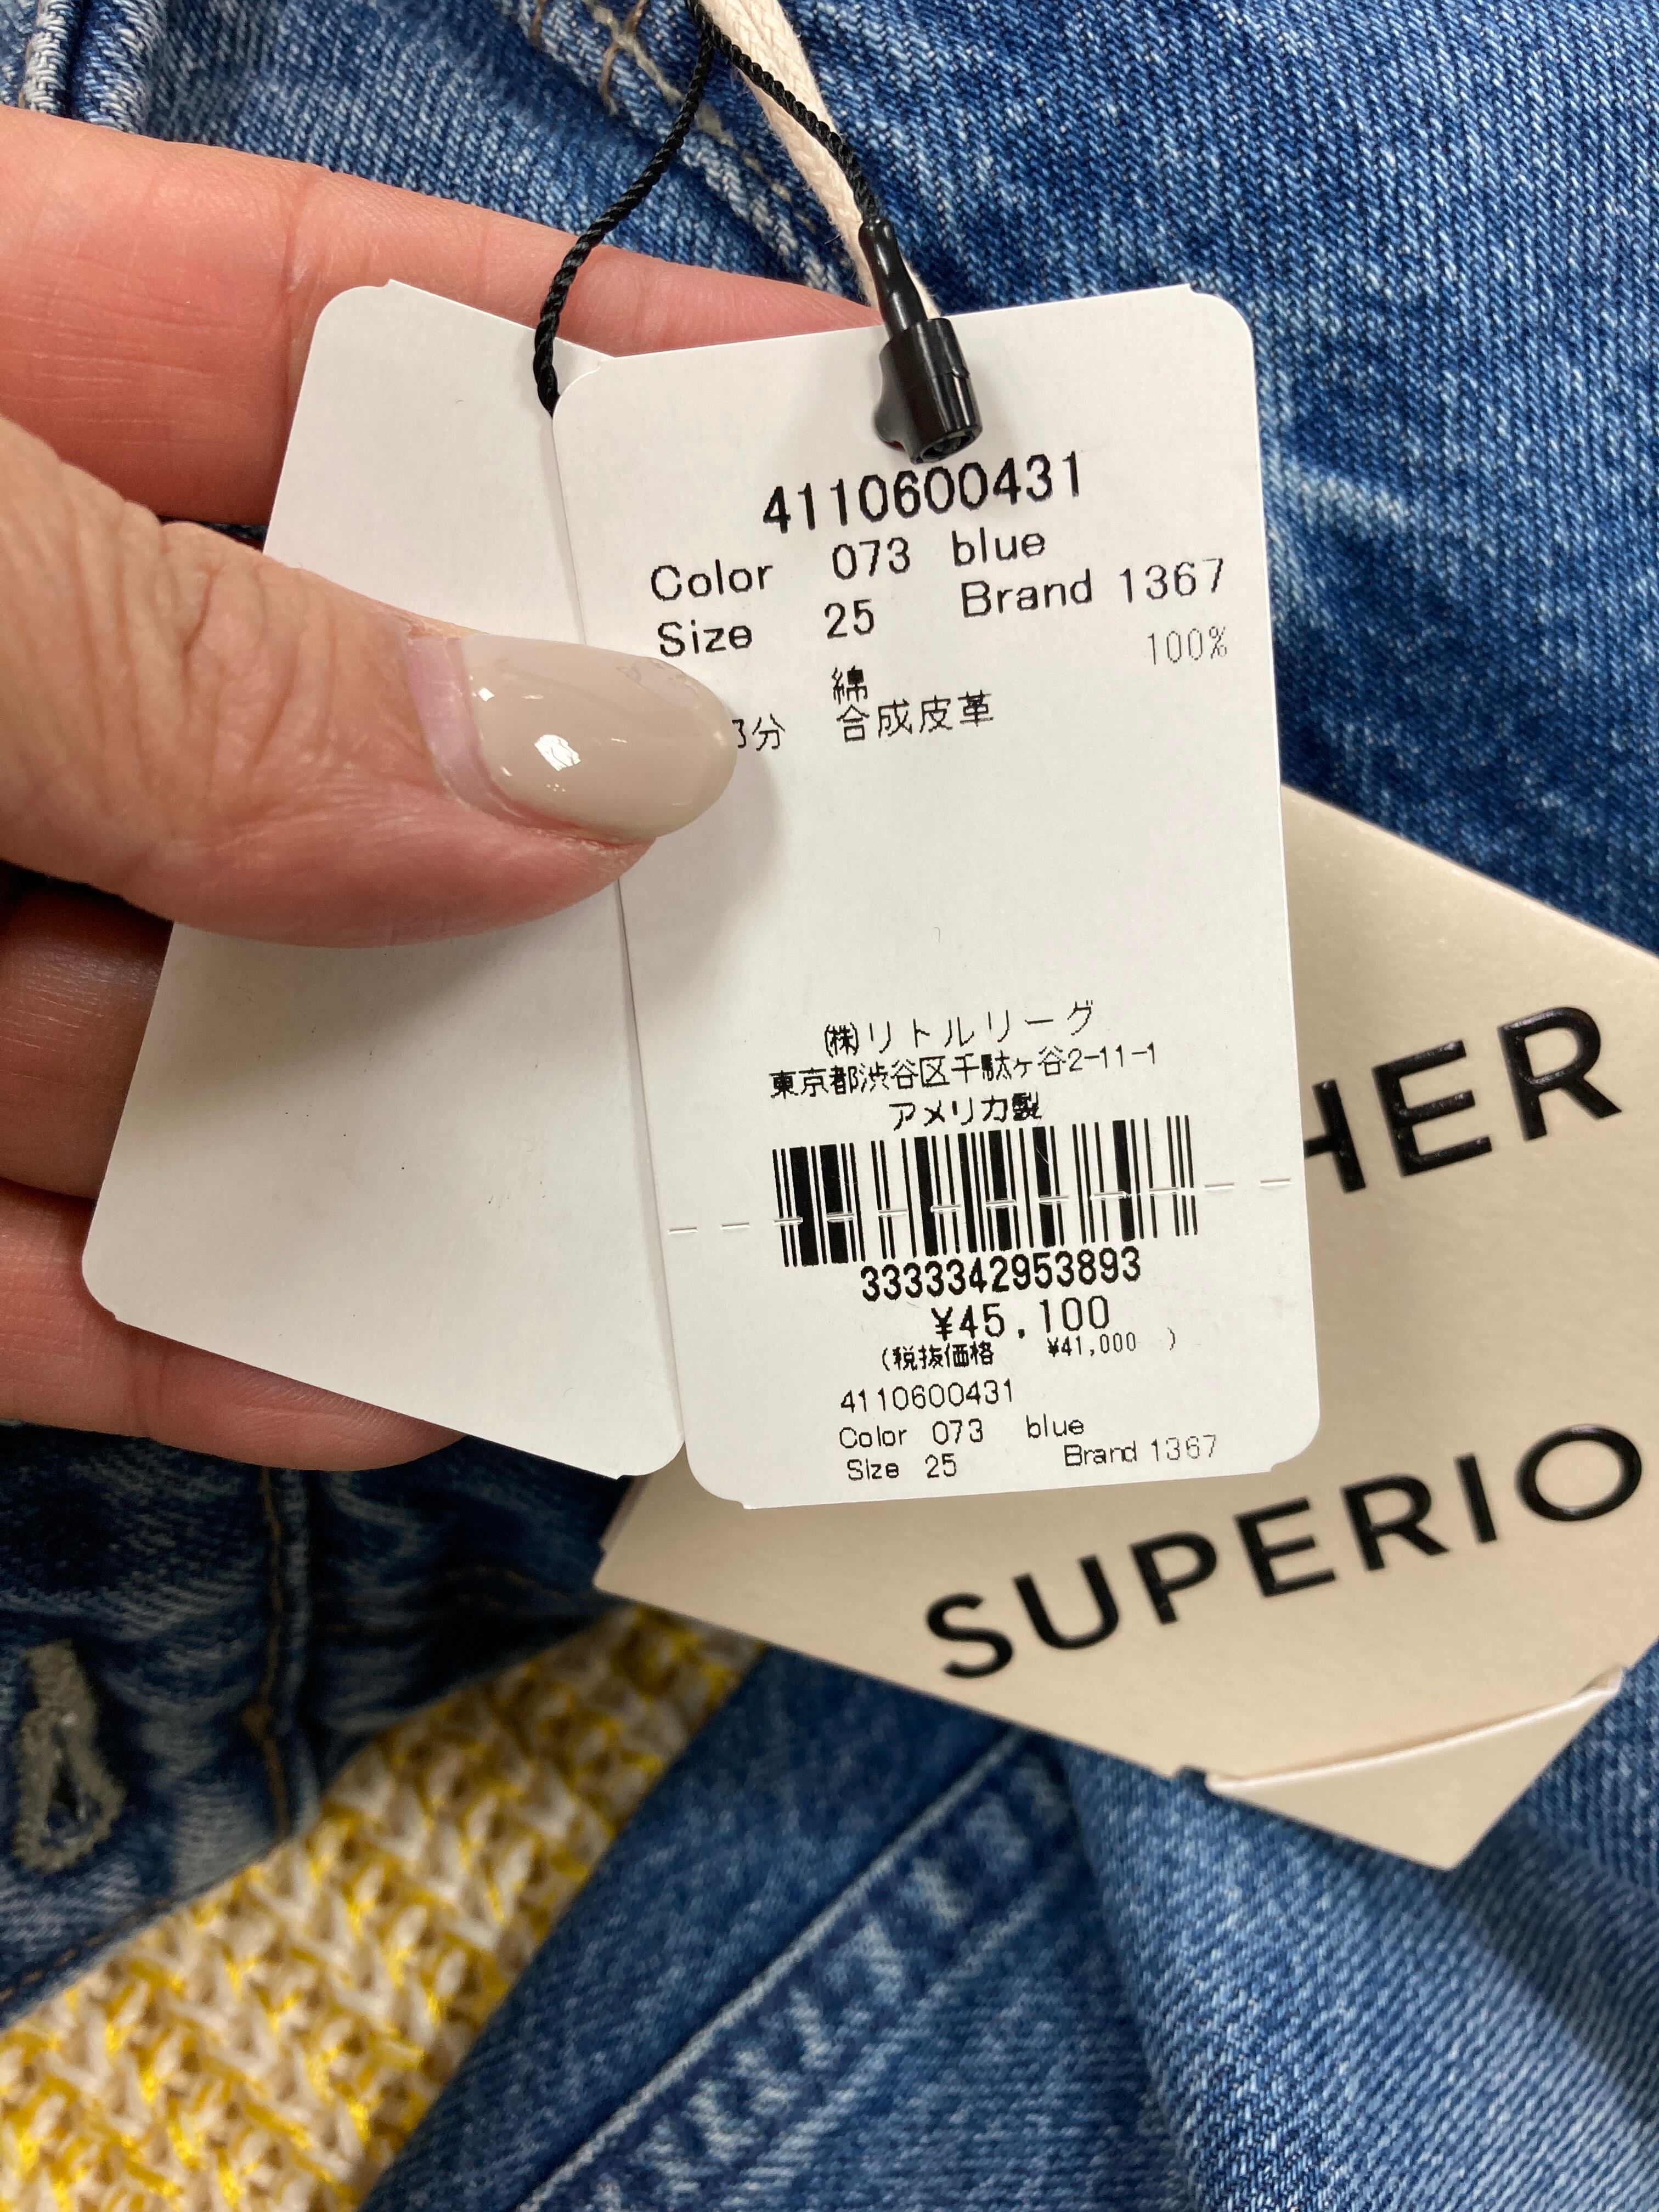 4110600431
Color 073 blue
Size 25 Brand 1367
綿 100%
部分 合成皮革
㈱リトルリーグ
東京都渋谷区千駄ヶ谷2-11-1
アメリカ製
3333342953893
¥45,100
(税抜価格 ¥41,000 )
4110600431
Color 073 blue
Size 25 Brand 1367
HER
SUPERIO